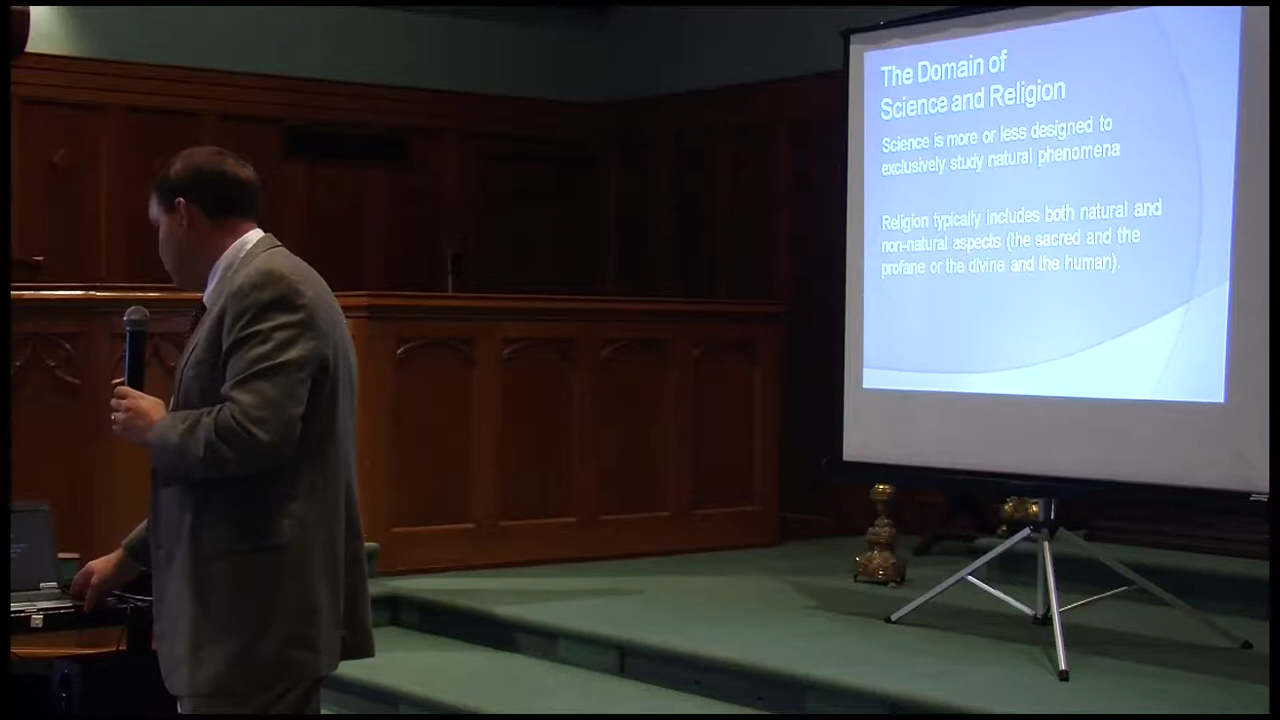 The Domain of
Science and Religion
Science is more or less designed to
exclusively study natural phenomena
Religion typically includes both natural and
non-natural aspects (the sacred and the
profane or the divine and the human).